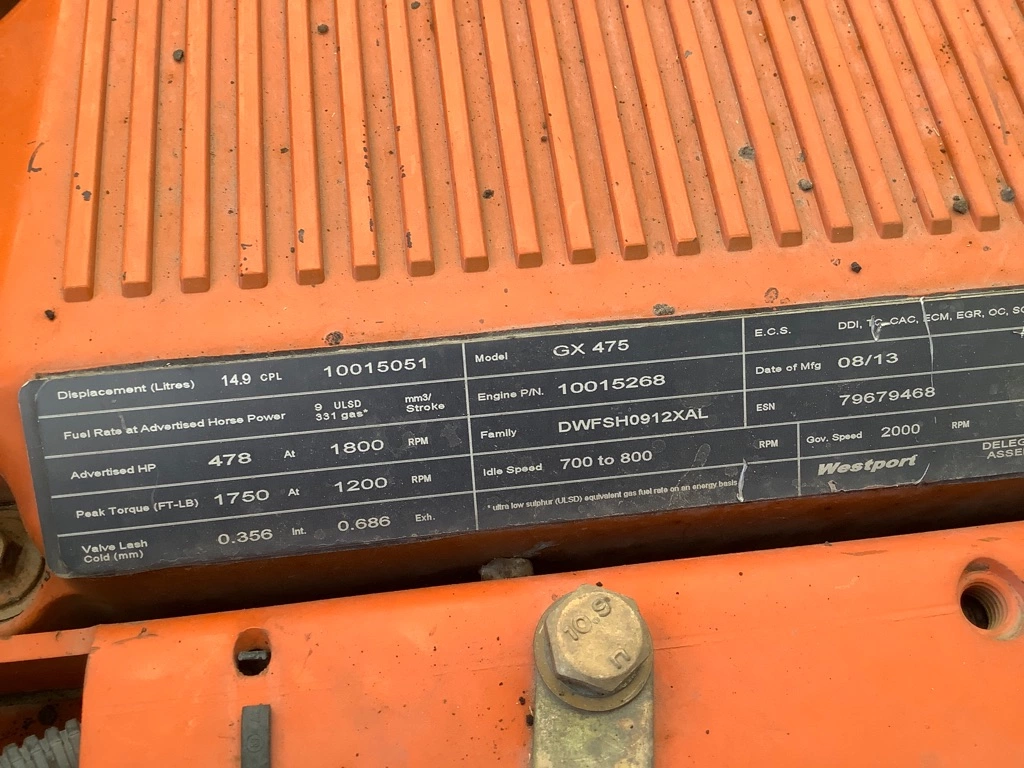 Displacement (Litres) 14.9 CPL 10015051
Fuel Rate at Advertised Horse Power 9 ULSD 331 gas* mm3/ Stroke
Advertised HP 478 At 1800 RPM
Peak Torque (FT-LB) 1750 At 1200 RPM
Valve Lash Cold (mm) 0.356 Int. 0.686 Exh.
Model GX 475
Engine P/N. 10015268
Family DWFSH0912XAL
Idle Speed 700 to 800 RPM
* ultra low sulphur (ULSD) equivalent gas fuel rate on an energy basis
E.C.S. DDI, TC, CAC, ECM, EGR, OC,
Date of Mfg 08/13
ESN 79679468
Gov. Speed 2000 RPM
Westport
10.9
n